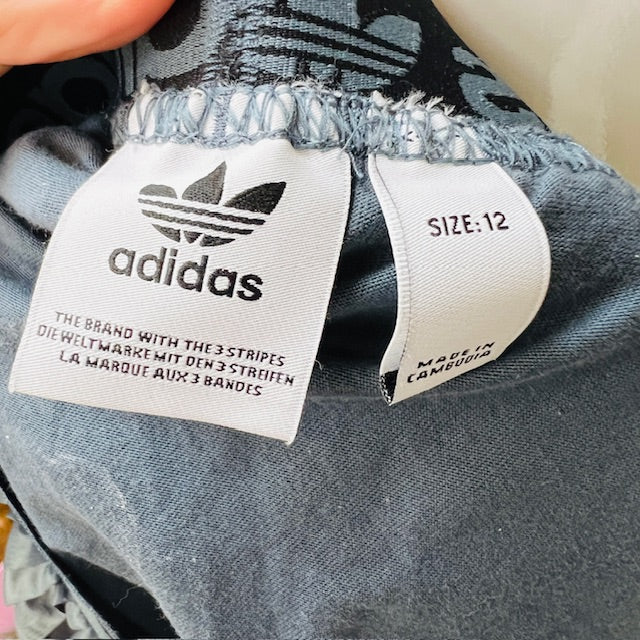 adidas
THE BRAND WITH THE 3 STRIPES
DIE WELTMARKE MIT DEN 3 STREIFEN
LA MARQUE AUX 3 BANDES
SIZE: 12
MADE IN
CAMBODIA